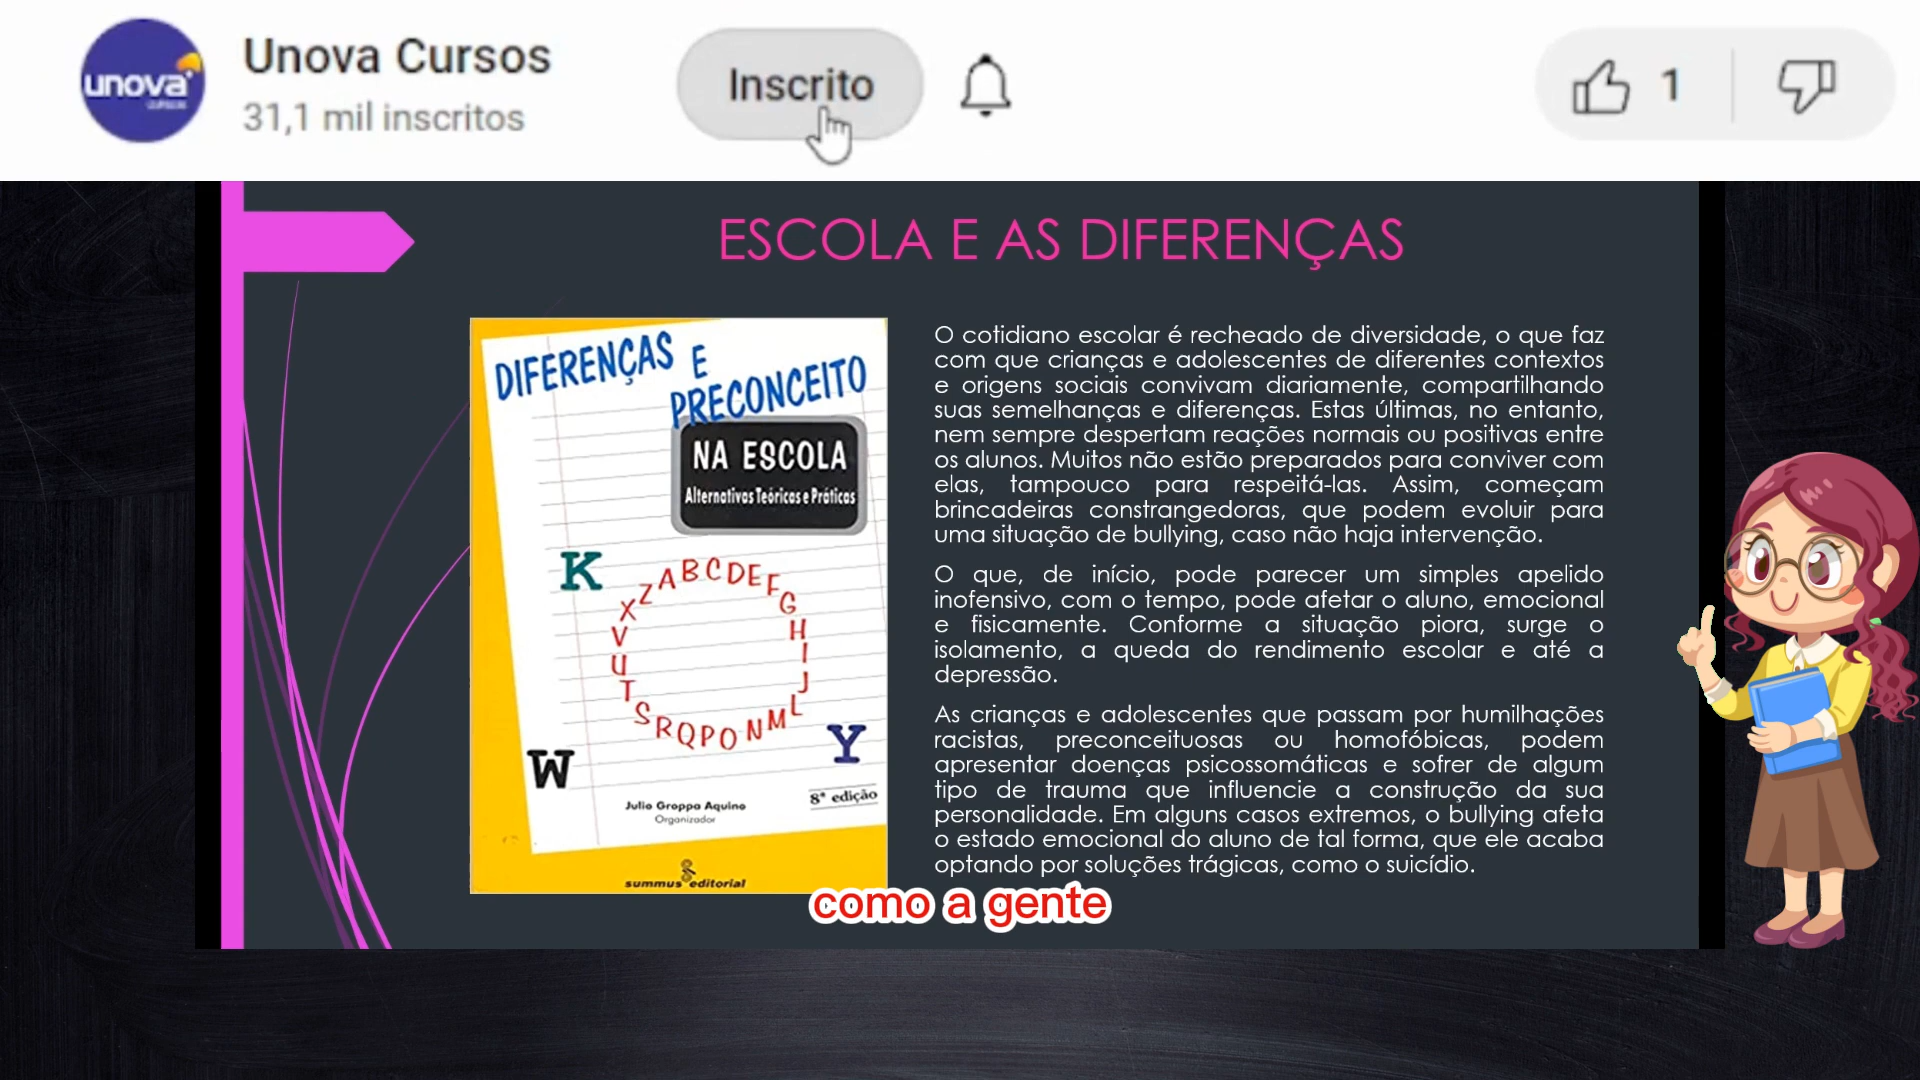 unova
cursos
Unova Cursos
31,1 mil inscritos
Inscrito
1
ESCOLA E AS DIFERENÇAS
DIFERENÇAS E
PRECONCEITO
NA ESCOLA
Alternativas Teóricas e Práticas
K
A B C D E F G H I J L M N O P Q R S T U V X Z
W
Y
Julio Groppa Aquino
Organizador
8ª edição
summus editorial
O cotidiano escolar é recheado de diversidade, o que faz
com que crianças e adolescentes de diferentes contextos
e origens sociais convivam diariamente, compartilhando
suas semelhanças e diferenças. Estas últimas, no entanto,
nem sempre despertam reações normais ou positivas entre
os alunos. Muitos não estão preparados para conviver com
elas, tampouco para respeitá-las. Assim, começam
brincadeiras constrangedoras, que podem evoluir para
uma situação de bullying, caso não haja intervenção.
O que, de início, pode parecer um simples apelido
inofensivo, com o tempo, pode afetar o aluno, emocional
e fisicamente. Conforme a situação piora, surge o
isolamento, a queda do rendimento escolar e até a
depressão.
As crianças e adolescentes que passam por humilhações
racistas, preconceituosas ou homofóbicas, podem
apresentar doenças psicossomáticas e sofrer de algum
tipo de trauma que influencie a construção da sua
personalidade. Em alguns casos extremos, o bullying afeta
o estado emocional do aluno de tal forma, que ele acaba
optando por soluções trágicas, como o suicídio.
como a gente